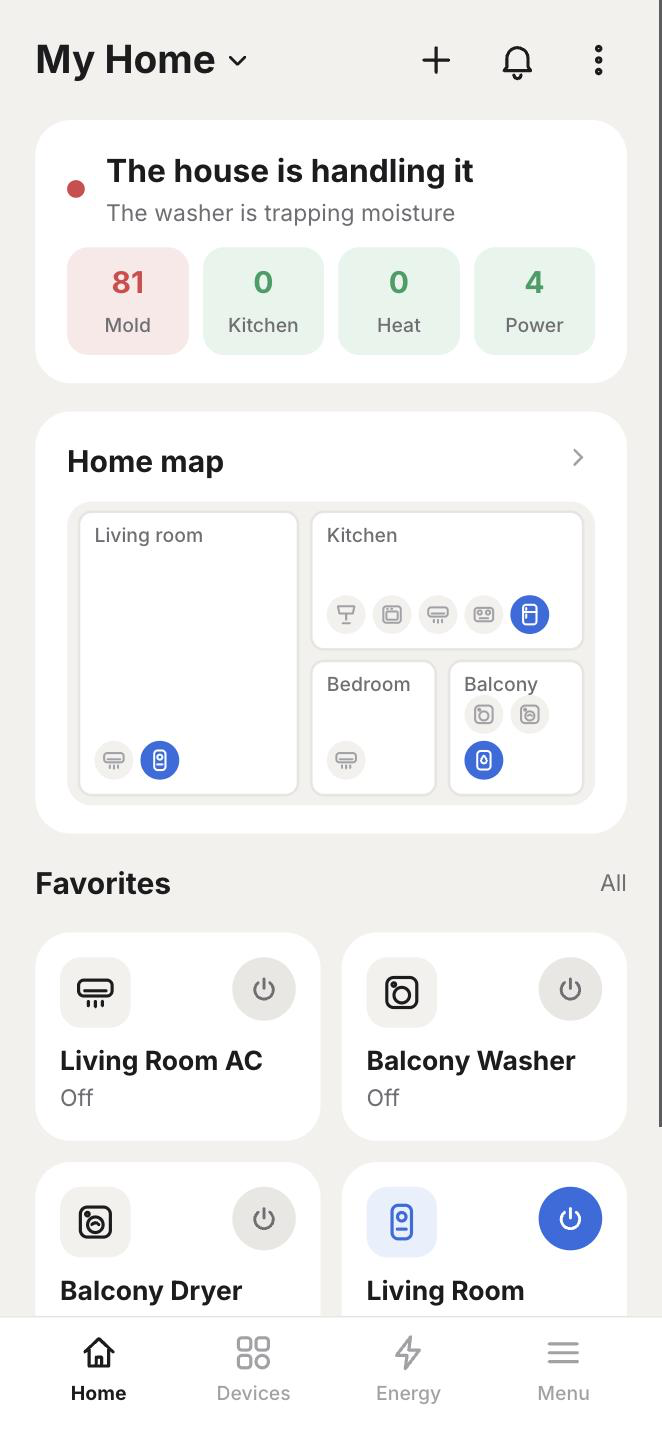 My Home
The house is handling it
The washer is trapping moisture
81
0
0
4
Mold
Kitchen
Heat
Power
Home map
Living room
Kitchen
Bedroom
Balcony
Favorites
All
Living Room AC
Off
Balcony Washer
Off
Balcony Dryer
Living Room
Home
Devices
Energy
Menu